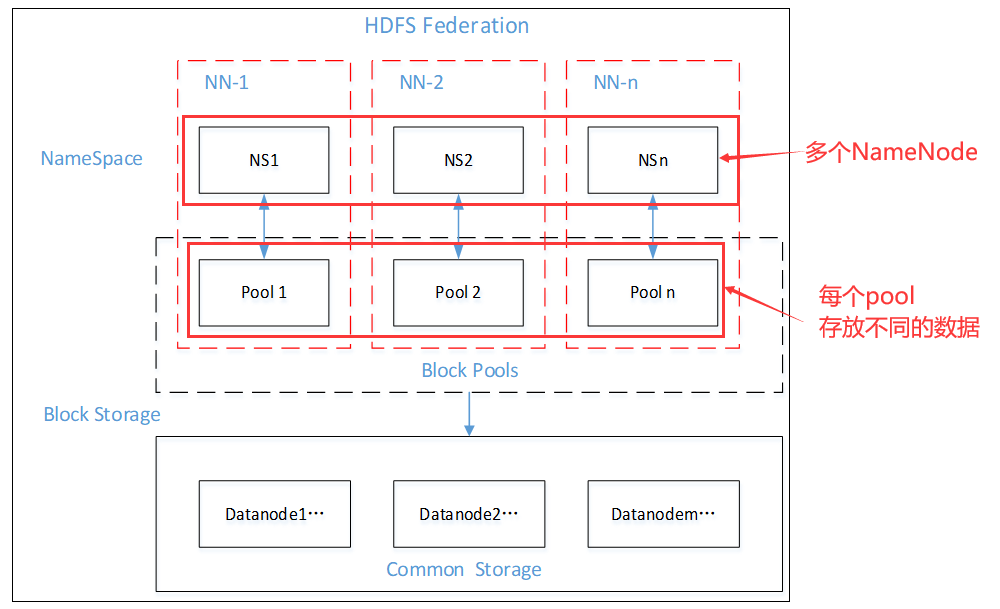 HDFS Federation
NN-1
NN-2
NN-n
NameSpace
NS1
NS2
NSn
多个NameNode
Pool 1
Pool 2
Pool n
每个pool
存放不同的数据
Block Pools
Block Storage
Datanode1…
Datanode2…
Datanodem…
Common Storage